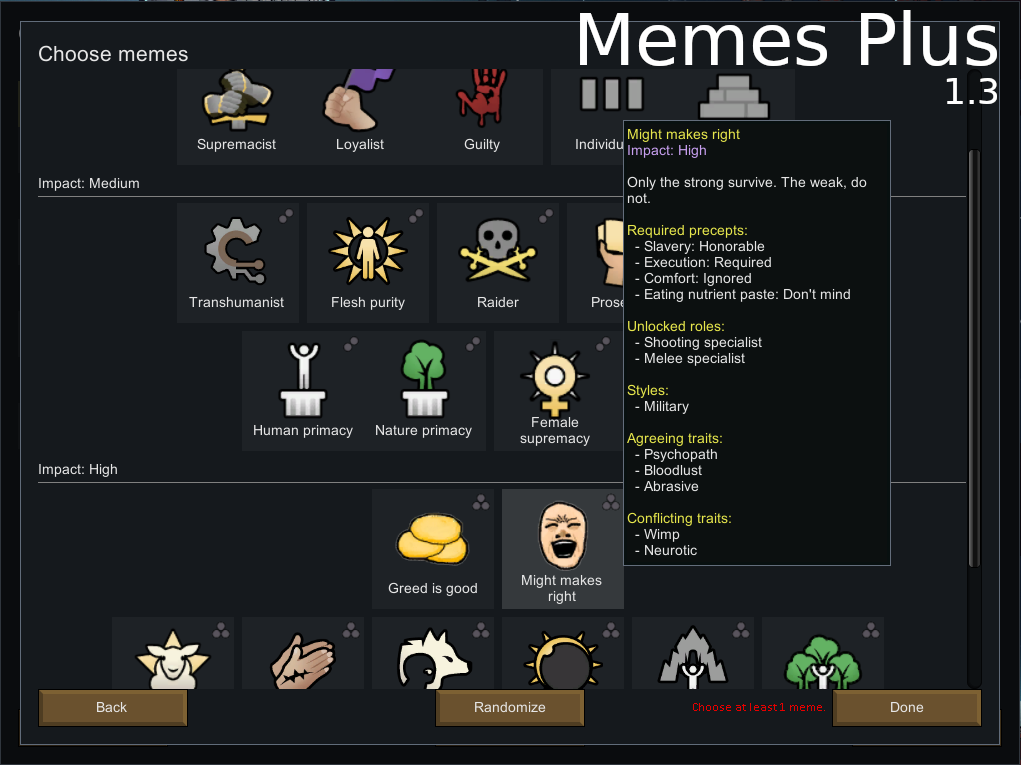 Memes Plus
1.3
Choose memes
Supremacist
Loyalist
Guilty
Individu
Impact: Medium
Transhumanist
Flesh purity
Raider
Prose
Human primacy
Nature primacy
Female
supremacy
Impact: High
Greed is good
Might makes
right
Might makes right
Impact: High
Only the strong survive. The weak, do
not.
Required precepts:
- Slavery: Honorable
- Execution: Required
- Comfort: Ignored
- Eating nutrient paste: Don't mind
Unlocked roles:
- Shooting specialist
- Melee specialist
Styles:
- Military
Agreeing traits:
- Psychopath
- Bloodlust
- Abrasive
Conflicting traits:
- Wimp
- Neurotic
Back
Randomize
Choose at least 1 meme.
Done